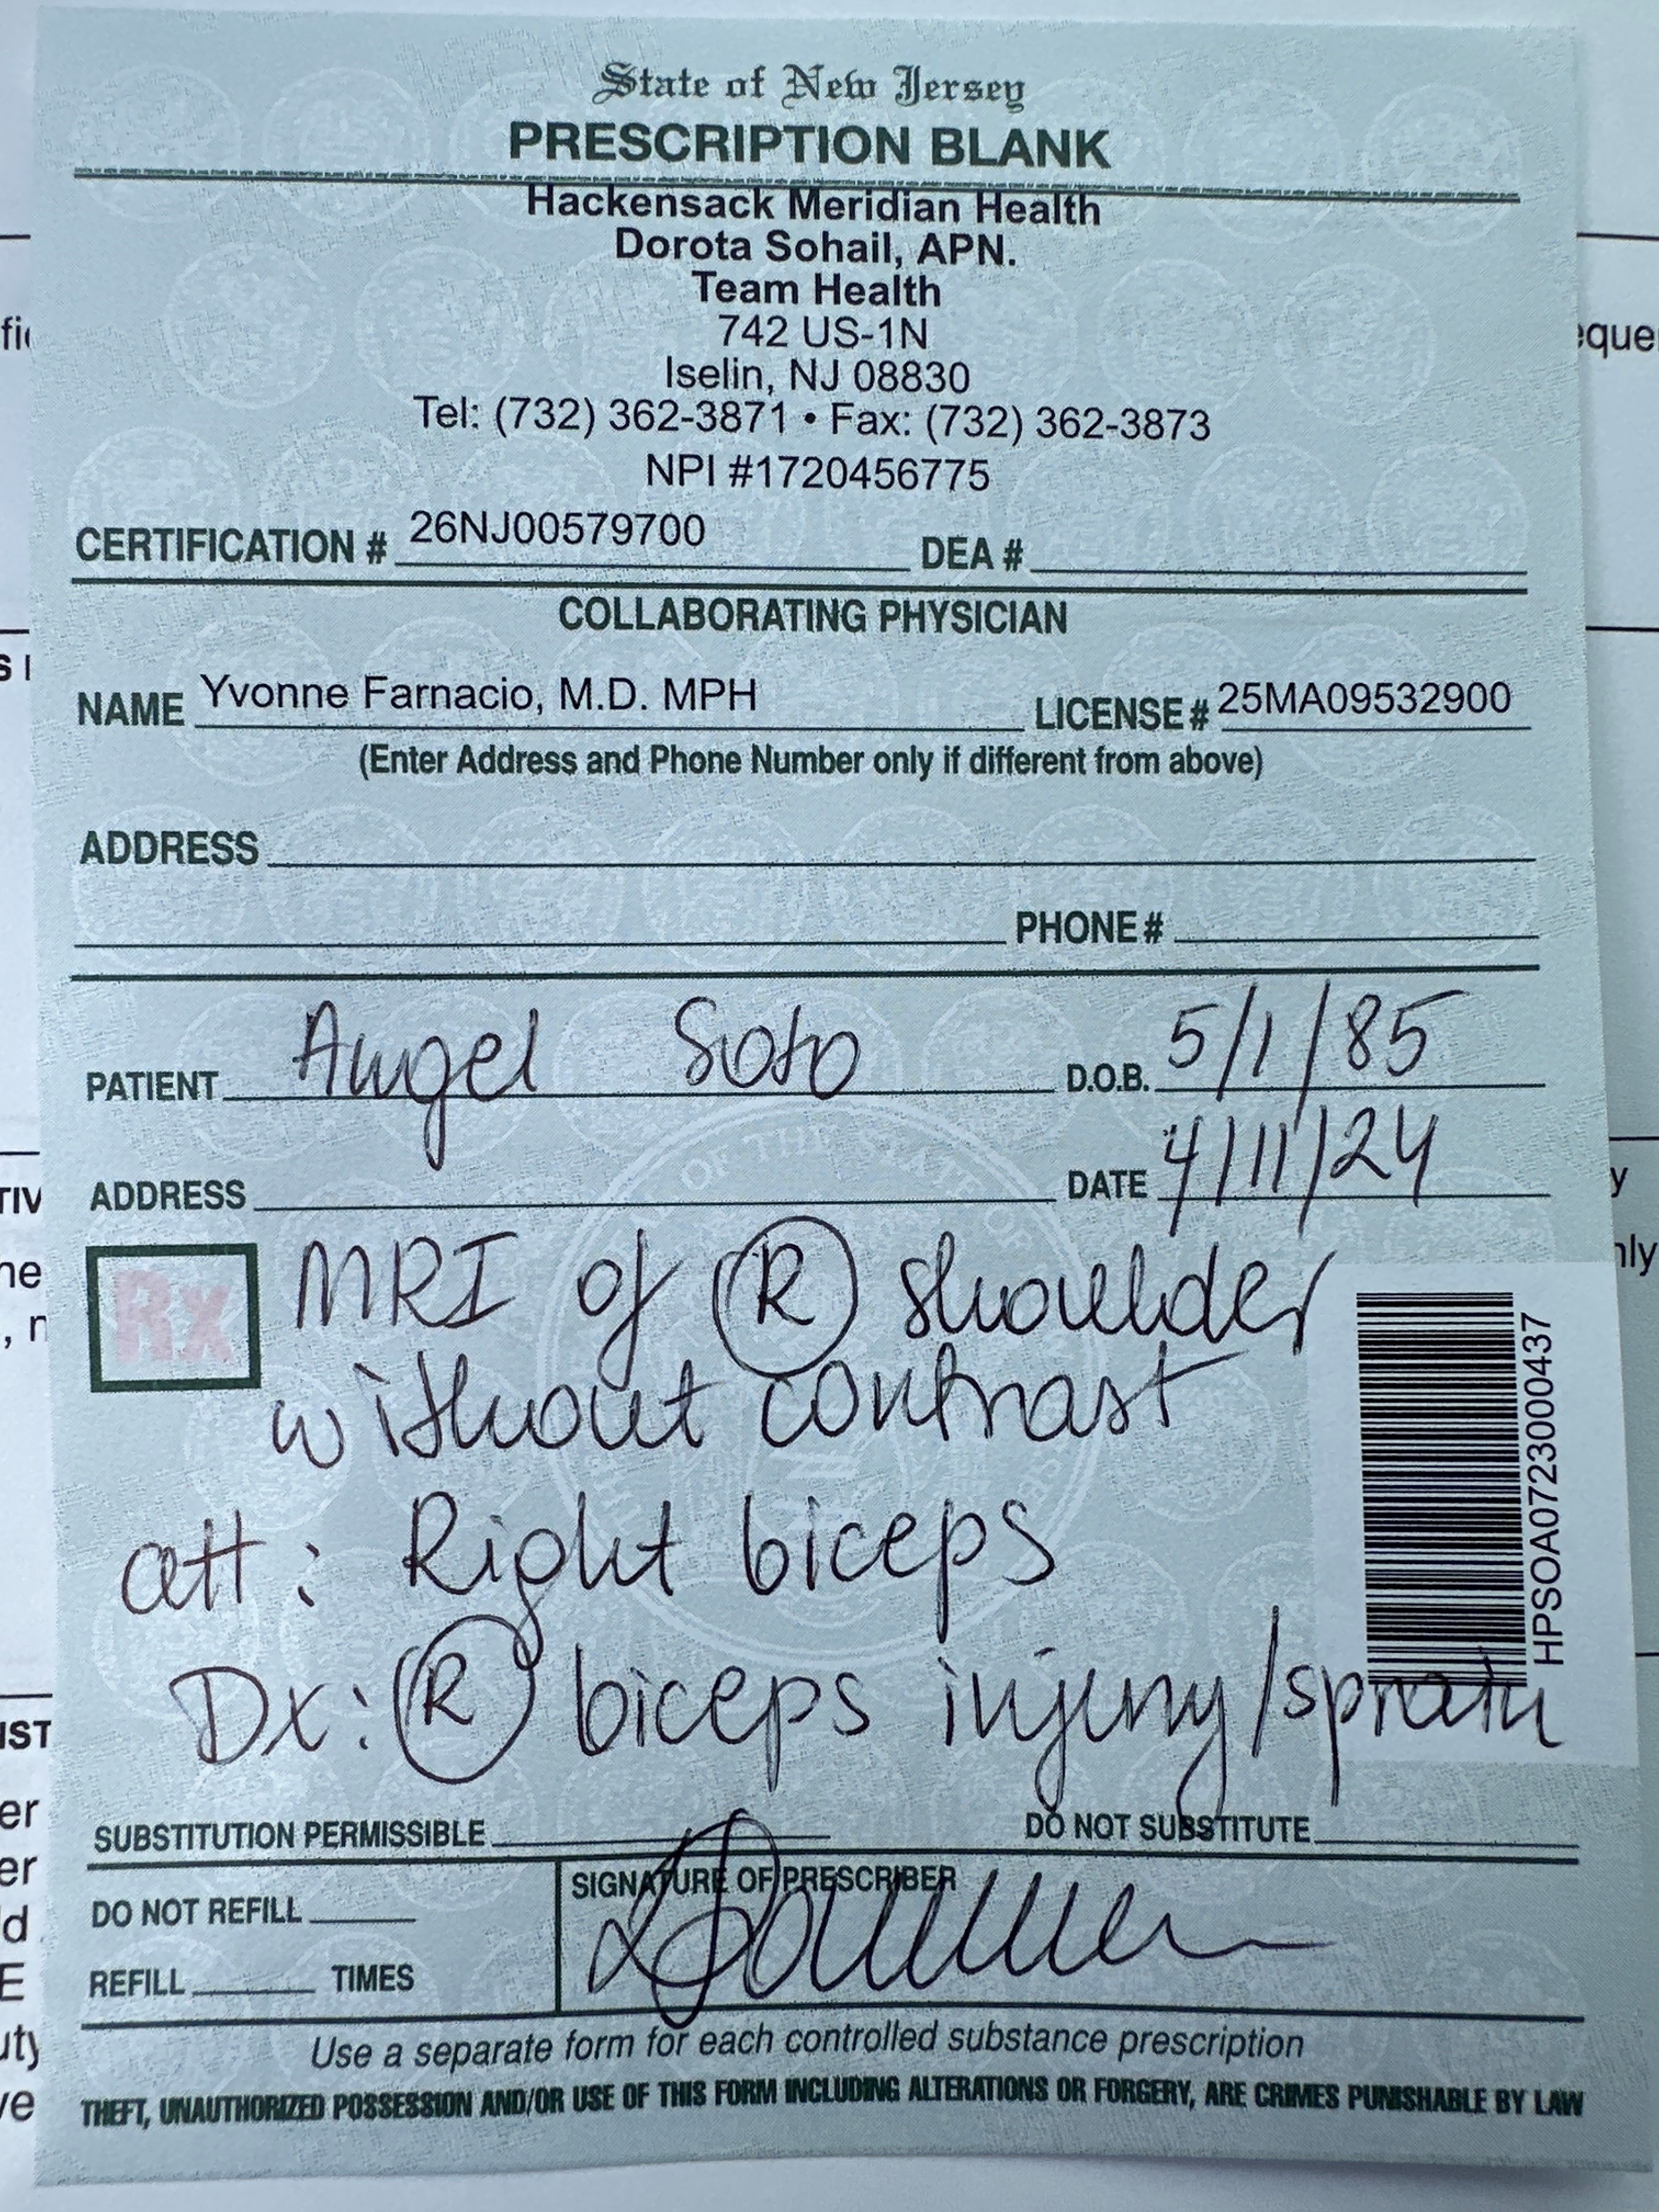 State of New Jersey
PRESCRIPTION BLANK
Hackensack Meridian Health
Dorota Sohail, APN.
Team Health
742 US-1N
Iselin, NJ 08830
Tel: (732) 362-3871 • Fax: (732) 362-3873
NPI #1720456775
CERTIFICATION # 26NJ00579700 DEA #
COLLABORATING PHYSICIAN
NAME Yvonne Farnacio, M.D. MPH LICENSE # 25MA09532900
(Enter Address and Phone Number only if different from above)
ADDRESS
PHONE #
PATIENT Angel Soto D.O.B. 5/1/85
ADDRESS DATE 4/11/24
Rx MRI of R shoulder
without contrast
att: Right biceps
Dx: R biceps injury/sprain
HPSOA0723000437
SUBSTITUTION PERMISSIBLE DO NOT SUBSTITUTE
SIGNATURE OF PRESCRIBER
DO NOT REFILL
REFILL TIMES
Use a separate form for each controlled substance prescription
THEFT, UNAUTHORIZED POSSESSION AND/OR USE OF THIS FORM INCLUDING ALTERATIONS OR FORGERY, ARE CRIMES PUNISHABLE BY LAW